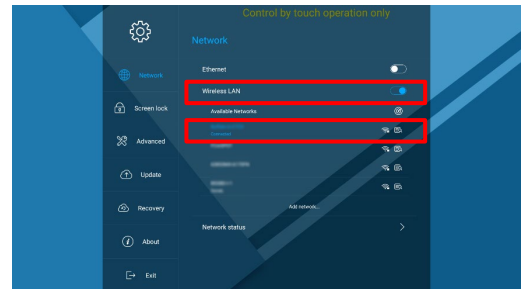 Control by touch operation only
Network
Ethernet
Network
Wireless LAN
Screen lock
Available Networks
Advanced
Update
Recovery
Add network...
Network status
About
Exit